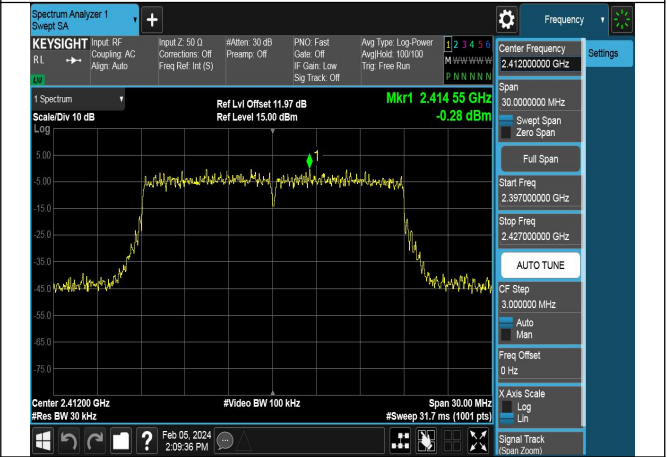 Spectrum Analyzer 1
Swept SA
+
Frequency
KEYSIGHT
RL
Input: RF
Coupling: AC
Align: Auto
Input Z: 50 Ω
Corrections: Off
Freq Ref: Int (S)
#Atten: 30 dB
Preamp: Off
PNO: Fast
Gate: Off
IF Gain: Low
Sig Track: Off
Avg Type: Log-Power
Avg|Hold: 100/100
Trig: Free Run
1 2 3 4 5 6
M W W W W W
P N N N N N
1 Spectrum
Scale/Div 10 dB
Ref Lvl Offset 11.97 dB
Ref Level 15.00 dBm
Mkr1 2.414 55 GHz
-0.28 dBm
Log
5.00
-5.00
-15.0
-25.0
-35.0
-45.0
-55.0
-65.0
-75.0
1
Center 2.41200 GHz
#Res BW 30 kHz
#Video BW 100 kHz
Span 30.00 MHz
#Sweep 31.7 ms (1001 pts)
Center Frequency
2.412000000 GHz
Settings
Span
30.0000000 MHz
Swept Span
Zero Span
Full Span
Start Freq
2.397000000 GHz
Stop Freq
2.427000000 GHz
AUTO TUNE
CF Step
3.000000 MHz
Auto
Man
Freq Offset
0 Hz
X Axis Scale
Log
Lin
Signal Track
(Span Zoom)
?
Feb 05, 2024
2:09:36 PM